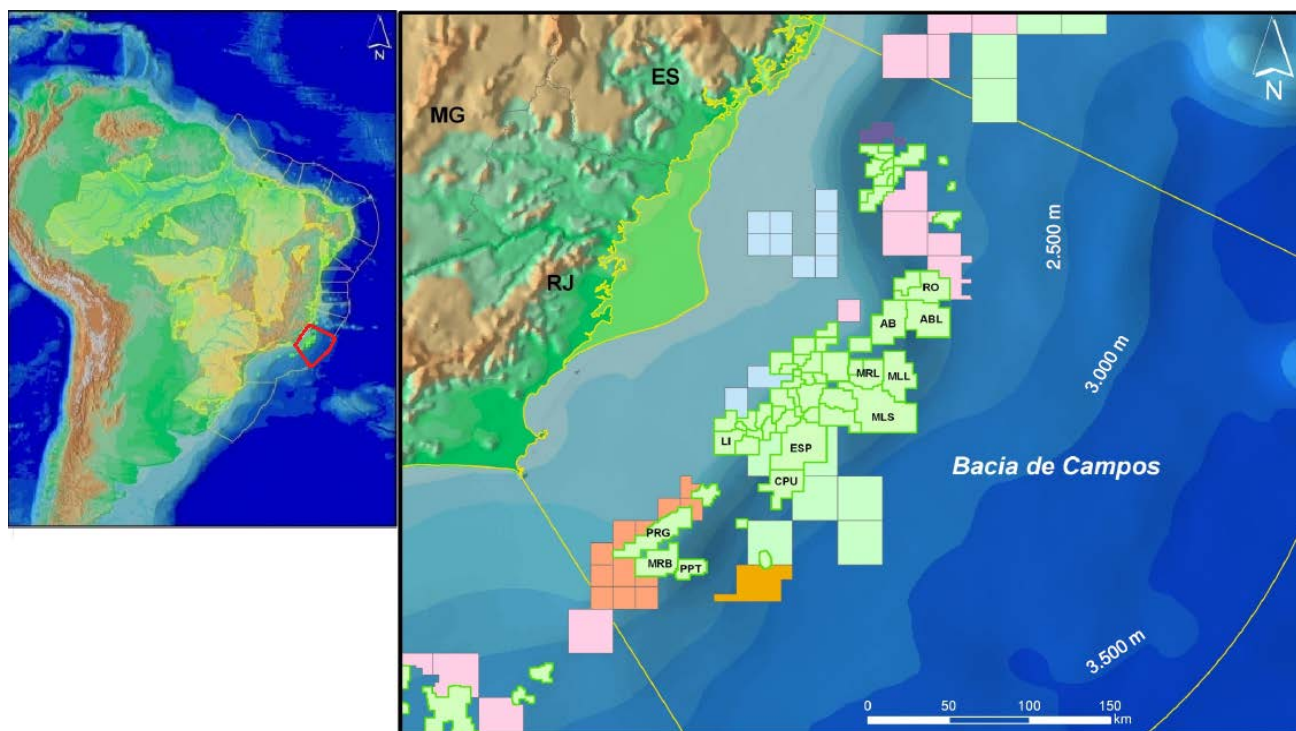 N
N
ES
MG
RJ
2.500 m
RO
AB
ABL
3.000 m
MRL
MLL
MLS
LI
ESP
CPU
Bacia de Campos
PRG
MRB
PPT
3.500 m
0 50 100 150
km